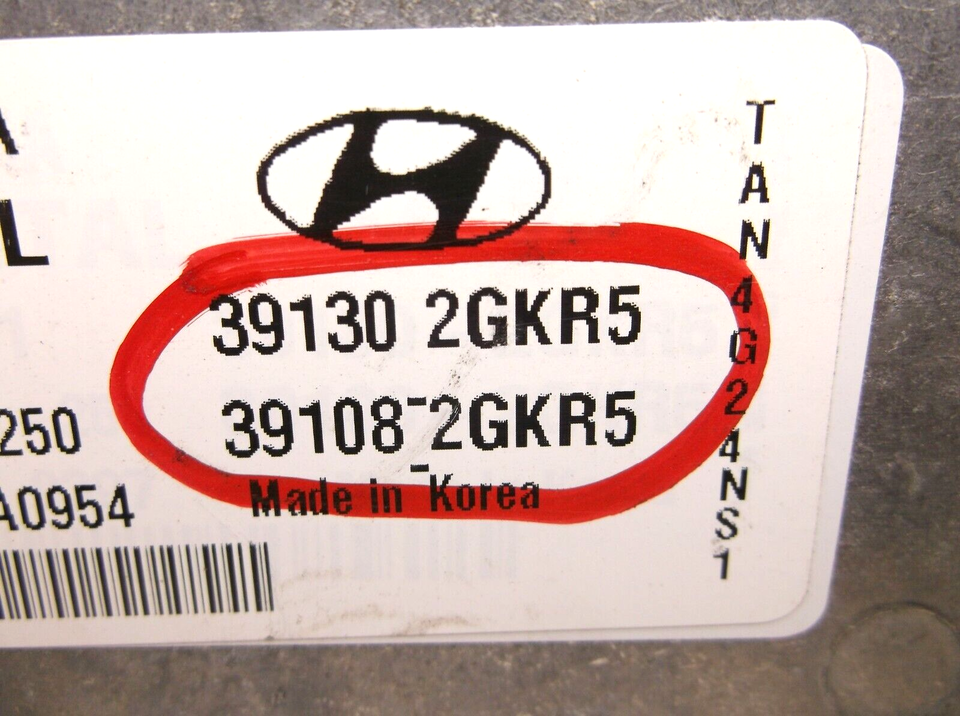 A
L
39130 2GKR5
39108-2GKR5
-
Made in Korea
250
A0954
TAN4G24NS1